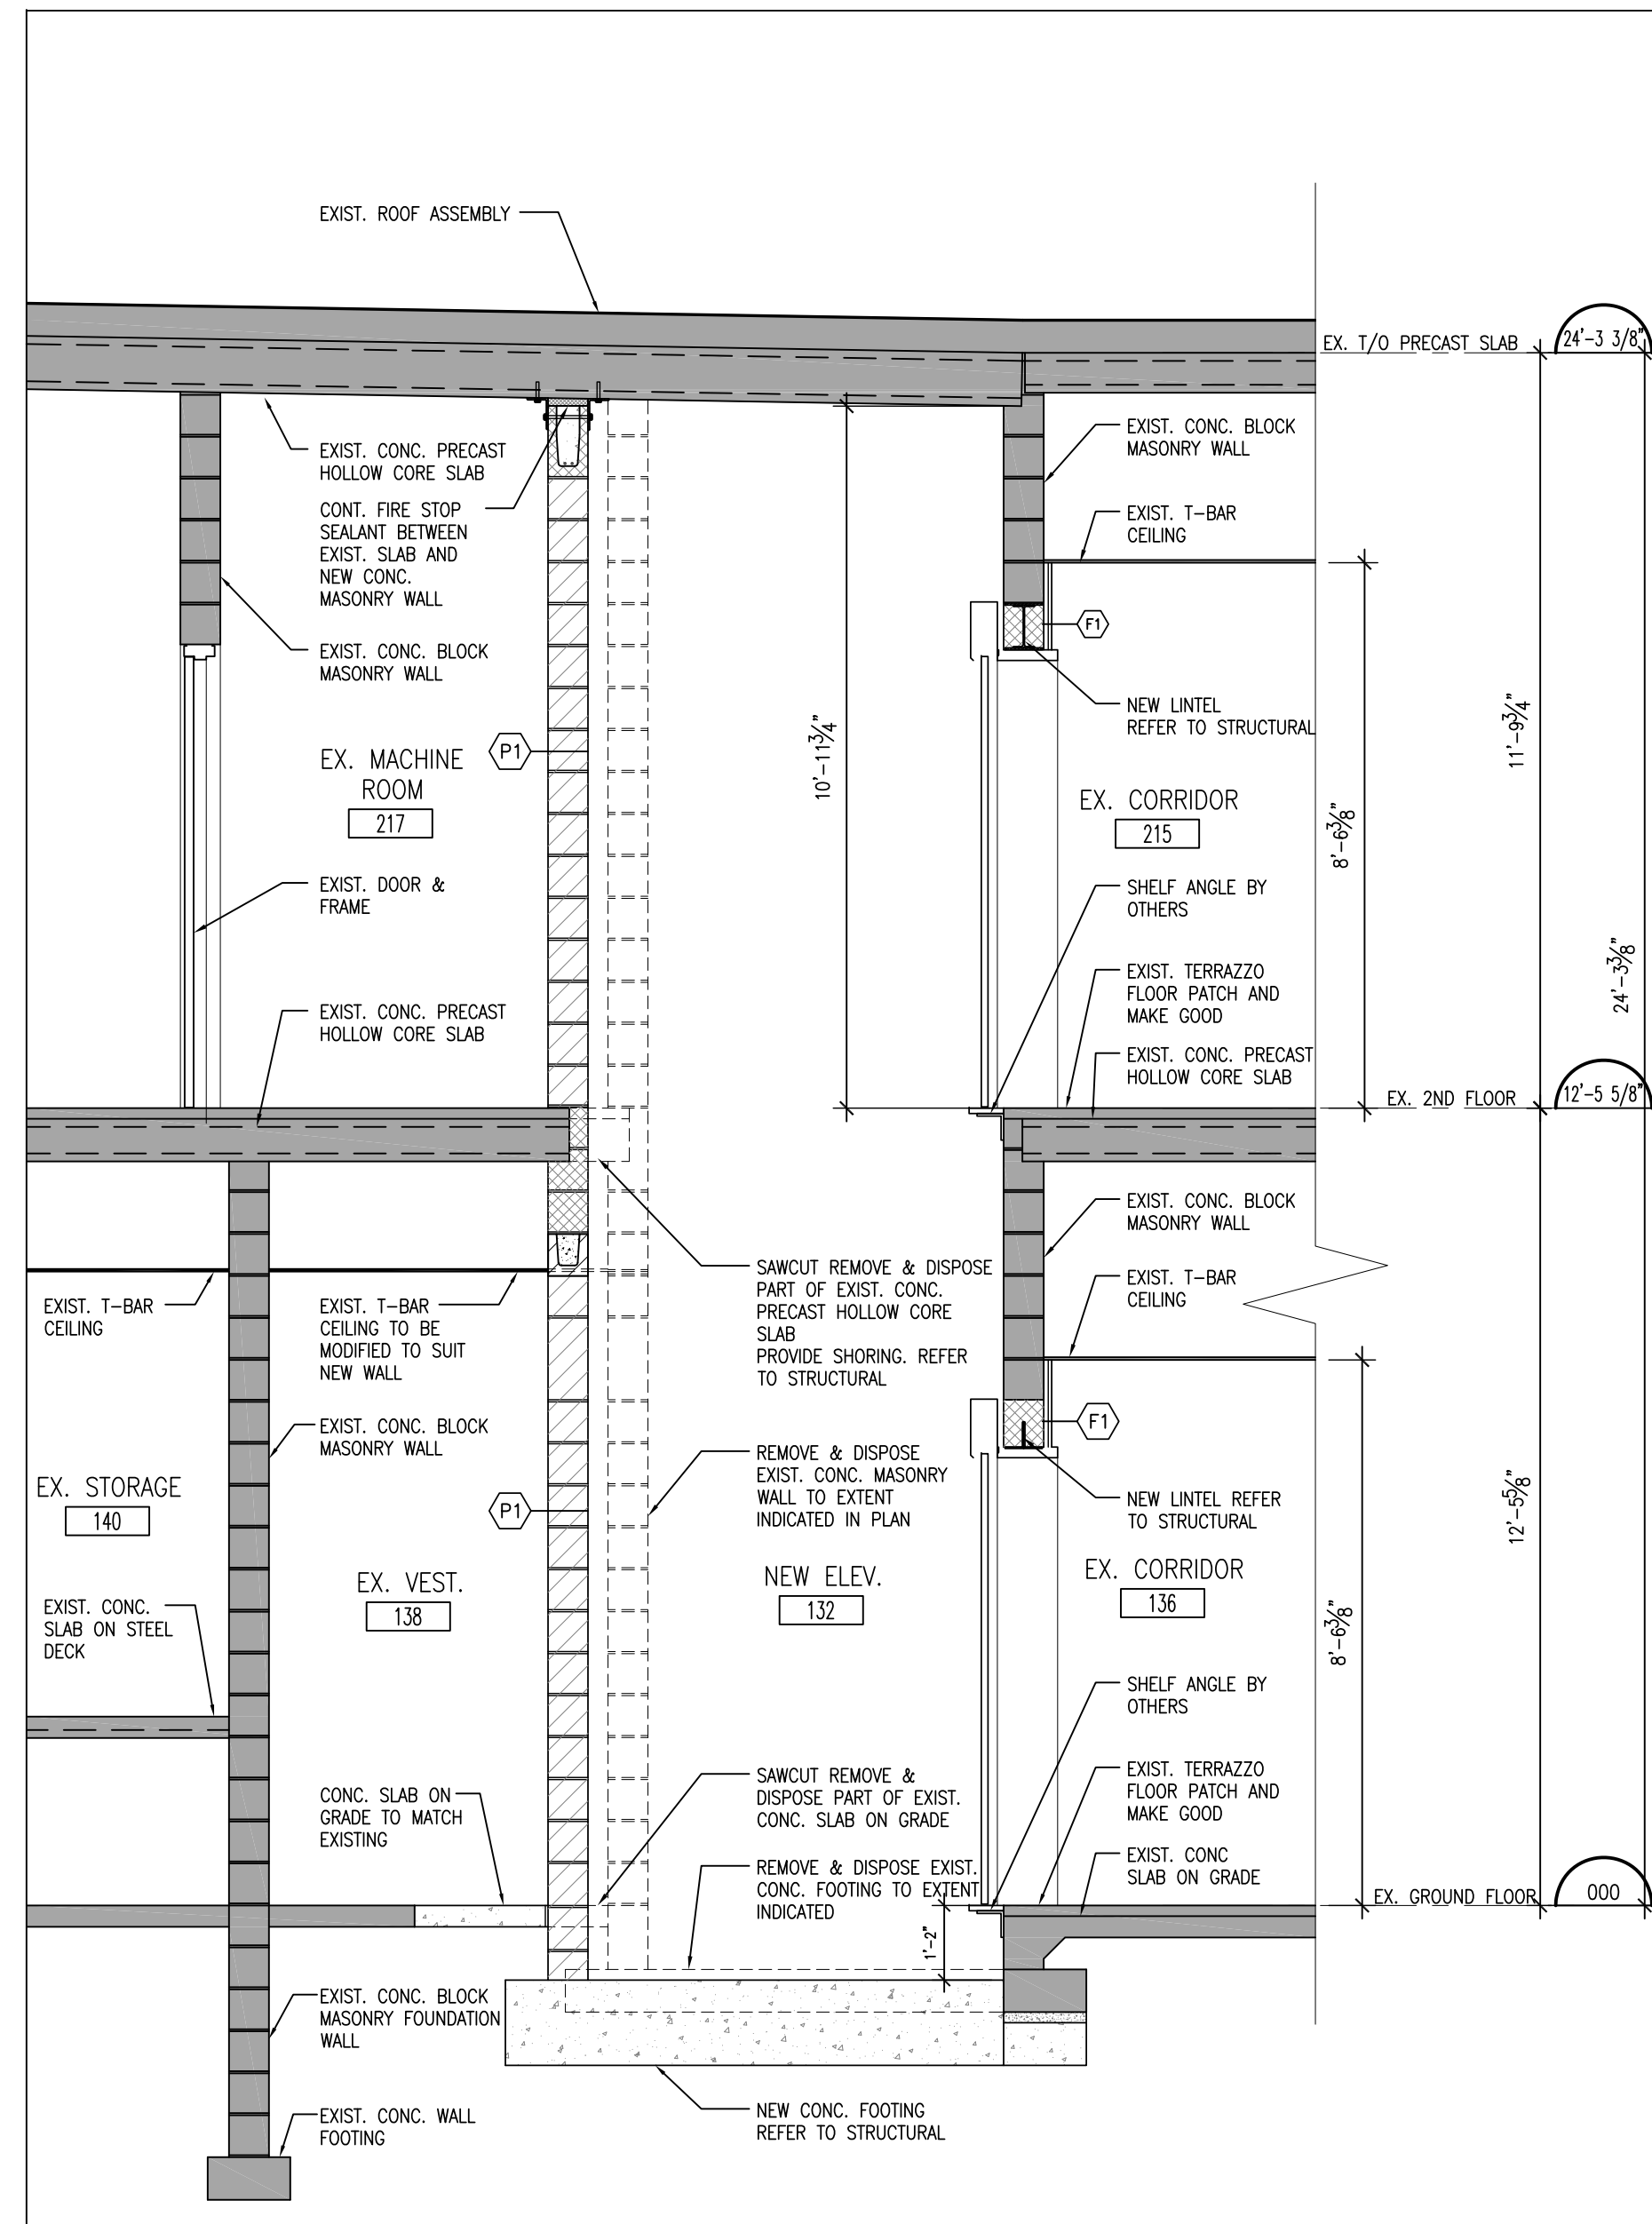 EXIST. ROOF ASSEMBLY
EX. T/O PRECAST SLAB
24'-3 3/8"
EXIST. CONC. PRECAST
HOLLOW CORE SLAB
CONT. FIRE STOP
SEALANT BETWEEN
EXIST. SLAB AND
NEW CONC.
MASONRY WALL
EXIST. CONC. BLOCK
MASONRY WALL
EXIST. CONC. BLOCK
MASONRY WALL
EXIST. T-BAR
CEILING
F1
NEW LINTEL
REFER TO STRUCTURAL
EX. MACHINE
ROOM
217
P1
10'-11¾"
EX. CORRIDOR
215
8'-6⅜"
11'-9¾"
24'-3⅜"
EXIST. DOOR &
FRAME
SHELF ANGLE BY
OTHERS
EXIST. TERRAZZO
FLOOR PATCH AND
MAKE GOOD
EXIST. CONC. PRECAST
HOLLOW CORE SLAB
EXIST. CONC. PRECAST
HOLLOW CORE SLAB
EX. 2ND FLOOR
12'-5 5/8"
EXIST. CONC. BLOCK
MASONRY WALL
EXIST. T-BAR
CEILING
EXIST. T-BAR
CEILING
EXIST. T-BAR
CEILING TO BE
MODIFIED TO SUIT
NEW WALL
SAWCUT REMOVE & DISPOSE
PART OF EXIST. CONC.
PRECAST HOLLOW CORE
SLAB
PROVIDE SHORING. REFER
TO STRUCTURAL
EXIST. CONC. BLOCK
MASONRY WALL
REMOVE & DISPOSE
EXIST. CONC. MASONRY
WALL TO EXTENT
INDICATED IN PLAN
F1
NEW LINTEL REFER
TO STRUCTURAL
EX. STORAGE
140
P1
12'-5⅝"
EX. VEST.
138
NEW ELEV.
132
EX. CORRIDOR
136
8'-6⅜"
EXIST. CONC.
SLAB ON STEEL
DECK
SHELF ANGLE BY
OTHERS
CONC. SLAB ON
GRADE TO MATCH
EXISTING
SAWCUT REMOVE &
DISPOSE PART OF EXIST.
CONC. SLAB ON GRADE
EXIST. TERRAZZO
FLOOR PATCH AND
MAKE GOOD
REMOVE & DISPOSE EXIST.
CONC. FOOTING TO EXTENT
INDICATED
EXIST. CONC
SLAB ON GRADE
EX. GROUND FLOOR
000
1'-2"
EXIST. CONC. BLOCK
MASONRY FOUNDATION
WALL
EXIST. CONC. WALL
FOOTING
NEW CONC. FOOTING
REFER TO STRUCTURAL